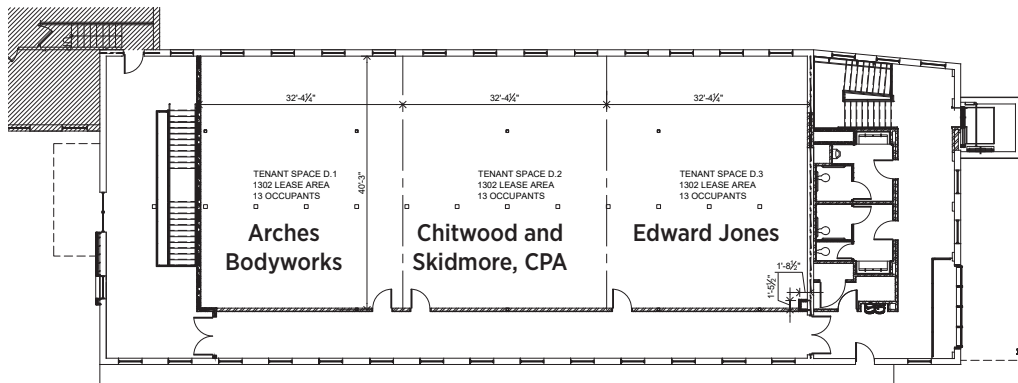 32'-4¼" 32'-4¼" 32'-4¼"
40'-3"
TENANT SPACE D.1
1302 LEASE AREA
13 OCCUPANTS
TENANT SPACE D.2
1302 LEASE AREA
13 OCCUPANTS
TENANT SPACE D.3
1302 LEASE AREA
13 OCCUPANTS
Arches
Bodyworks
Chitwood and
Skidmore, CPA
Edward Jones
1'-8½"
1'-5½"